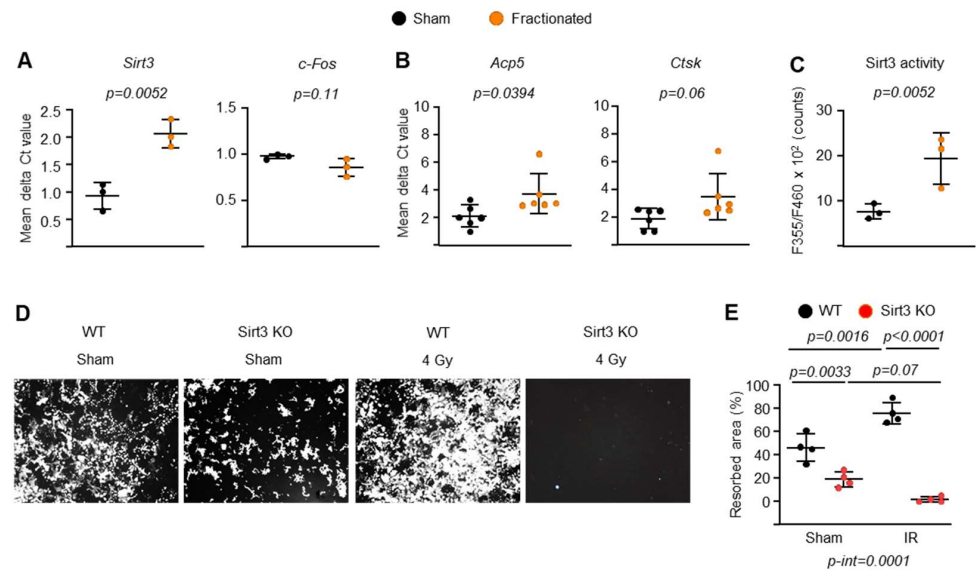 Sham Fractionated
A
Sirt3
p=0.0052
Mean delta Ct value
2.5
2.0
1.5
1.0
0.5
c-Fos
p=0.11
1.5
1.0
0.5
B
Acp5
p=0.0394
Mean delta Ct value
10
8
6
4
2
Ctsk
p=0.06
10
8
6
4
2
C
Sirt3 activity
p=0.0052
F355/F460 x 10² (counts)
30
20
10
D
WT Sirt3 KO WT Sirt3 KO
Sham Sham 4 Gy 4 Gy
E
WT Sirt3 KO
p=0.0016 p<0.0001
p=0.0033 p=0.07
Resorbed area (%)
100
80
60
40
20
0
Sham IR
p-int=0.0001